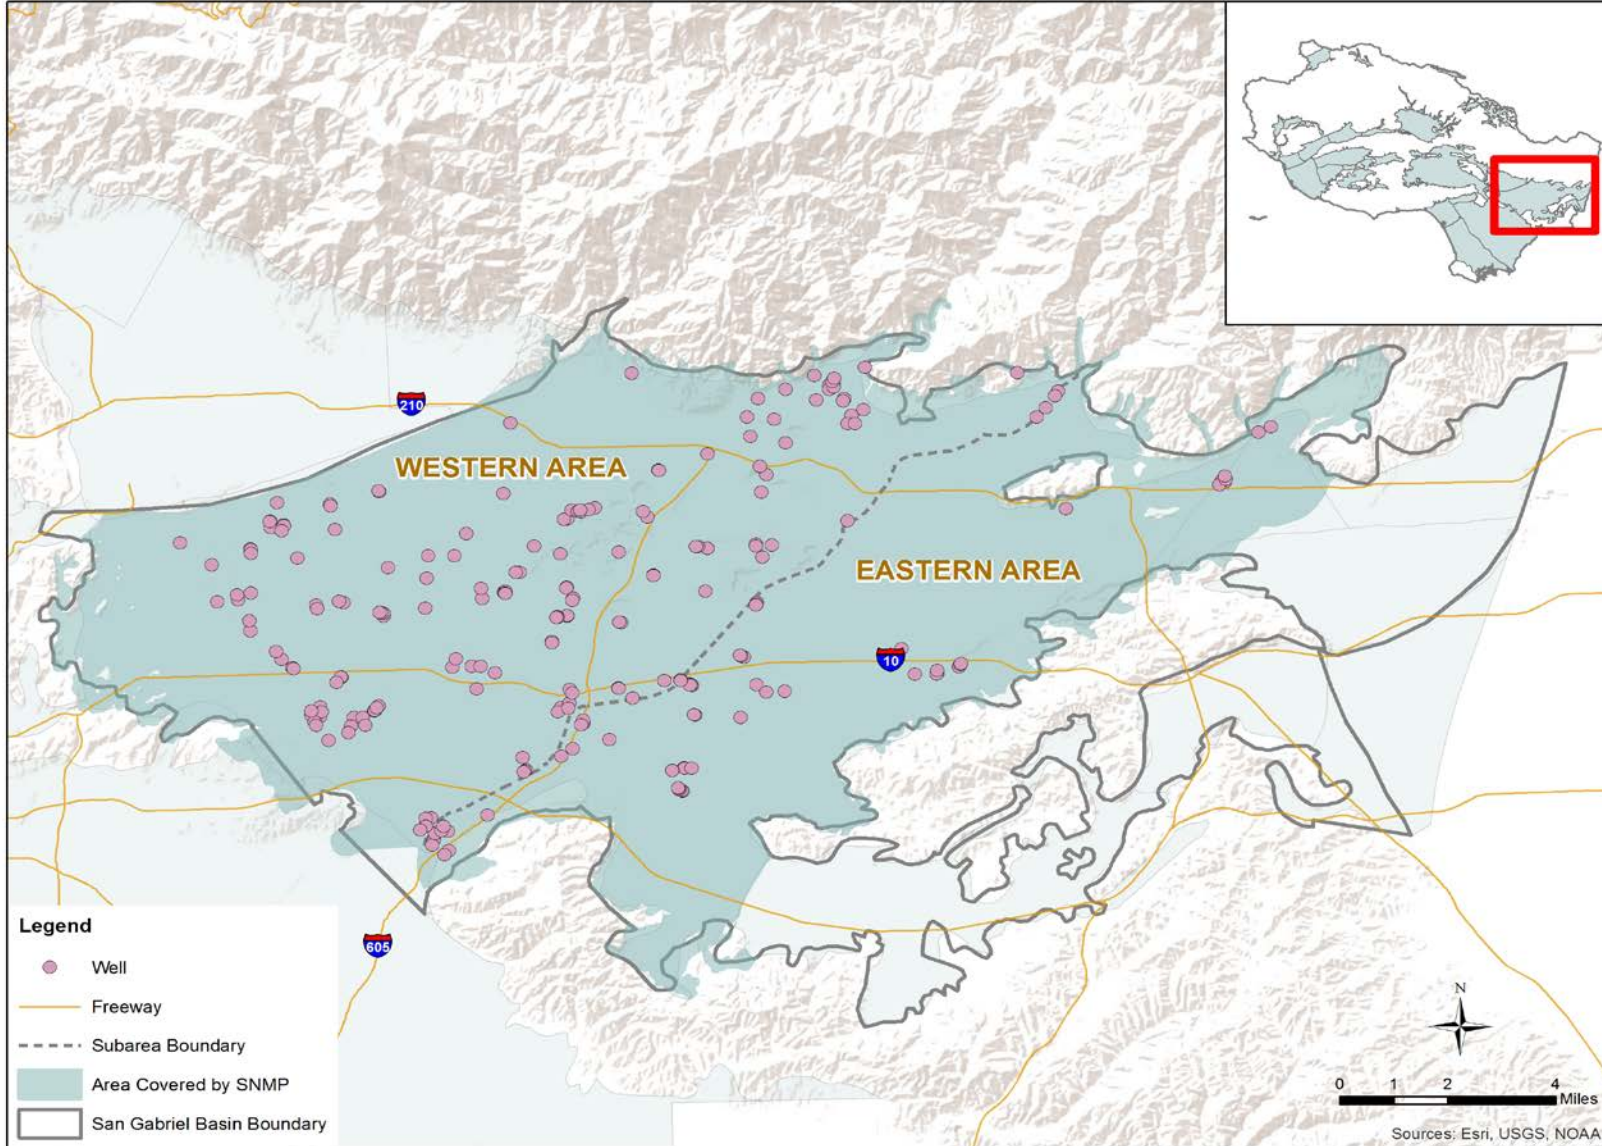 210
WESTERN AREA
EASTERN AREA
10
605
Legend
Well
Freeway
Subarea Boundary
Area Covered by SNMP
San Gabriel Basin Boundary
N
0 1 2 4
Miles
Sources: Esri, USGS, NOAA